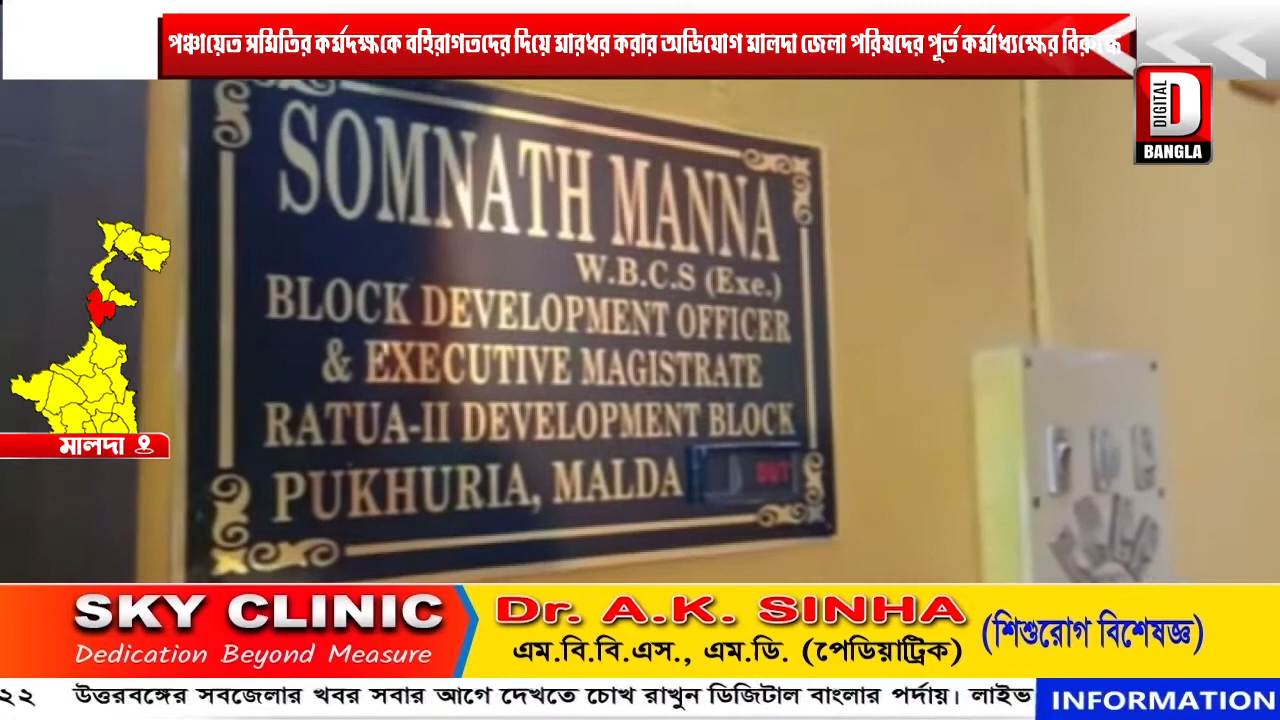 পঞ্চায়েত সমিতির কর্মদক্ষকে বহিরাগতদের দিয়ে মারধর করার অভিযোগ মালদা জেলা পরিষদের পূর্ত কর্মাধ্যক্ষের বিরুদ্ধে
DIGITAL
BANGLA
SOMNATH MANNA
W.B.C.S (Exe.)
BLOCK DEVELOPMENT OFFICER
& EXECUTIVE MAGISTRATE
RATUA-II DEVELOPMENT BLOCK
PUKHURIA, MALDA
OUT
মালদা
SKY CLINIC
Dedication Beyond Measure
Dr. A.K. SINHA
এম.বি.বি.এস., এম.ডি. (পেডিয়াট্রিক)
(শিশুরোগ বিশেষজ্ঞ)
২২ উত্তরবঙ্গের সবজেলার খবর সবার আগে দেখতে চোখ রাখুন ডিজিটাল বাংলার পর্দায়। লাইভ
INFORMATION